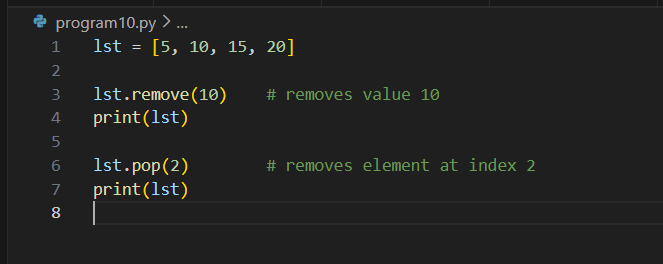 program10.py > ...
1 lst = [5, 10, 15, 20]
2
3 lst.remove(10)    # removes value 10
4 print(lst)
5
6 lst.pop(2)        # removes element at index 2
7 print(lst)
8